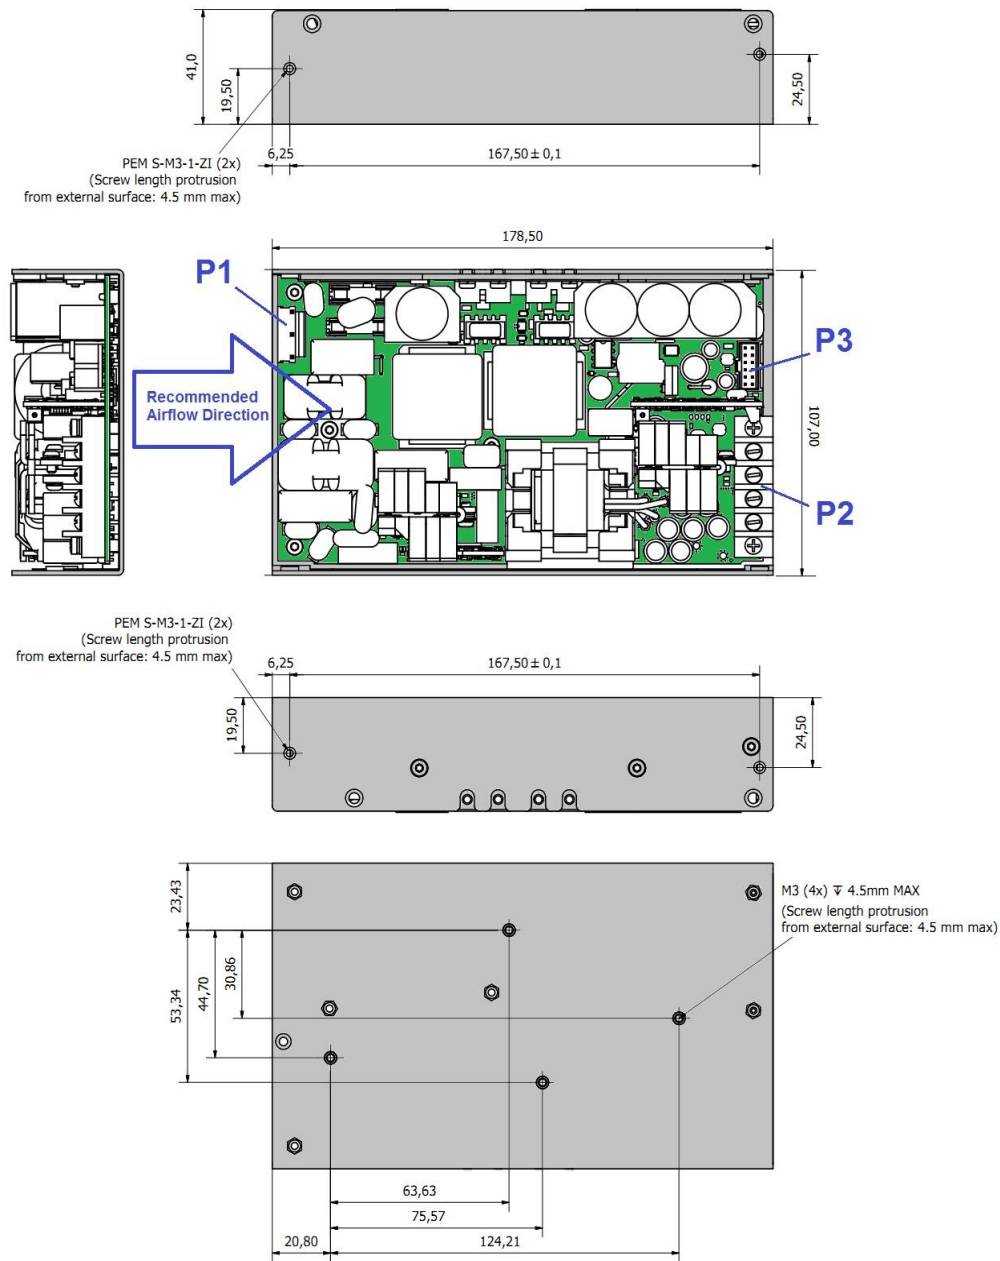 41,0
19,50
24,50
6,25
167,50 ± 0,1
PEM S-M3-1-ZI (2x)
(Screw length protrusion
from external surface: 4.5 mm max)
178,50
P1
P3
Recommended
Airflow Direction
107,00
P2
PEM S-M3-1-ZI (2x)
(Screw length protrusion
from external surface: 4.5 mm max)
6,25
167,50 ± 0,1
19,50
24,50
23,43
M3 (4x) ↧ 4.5mm MAX
(Screw length protrusion
from external surface: 4.5 mm max)
53,34
44,70
30,86
63,63
75,57
20,80
124,21